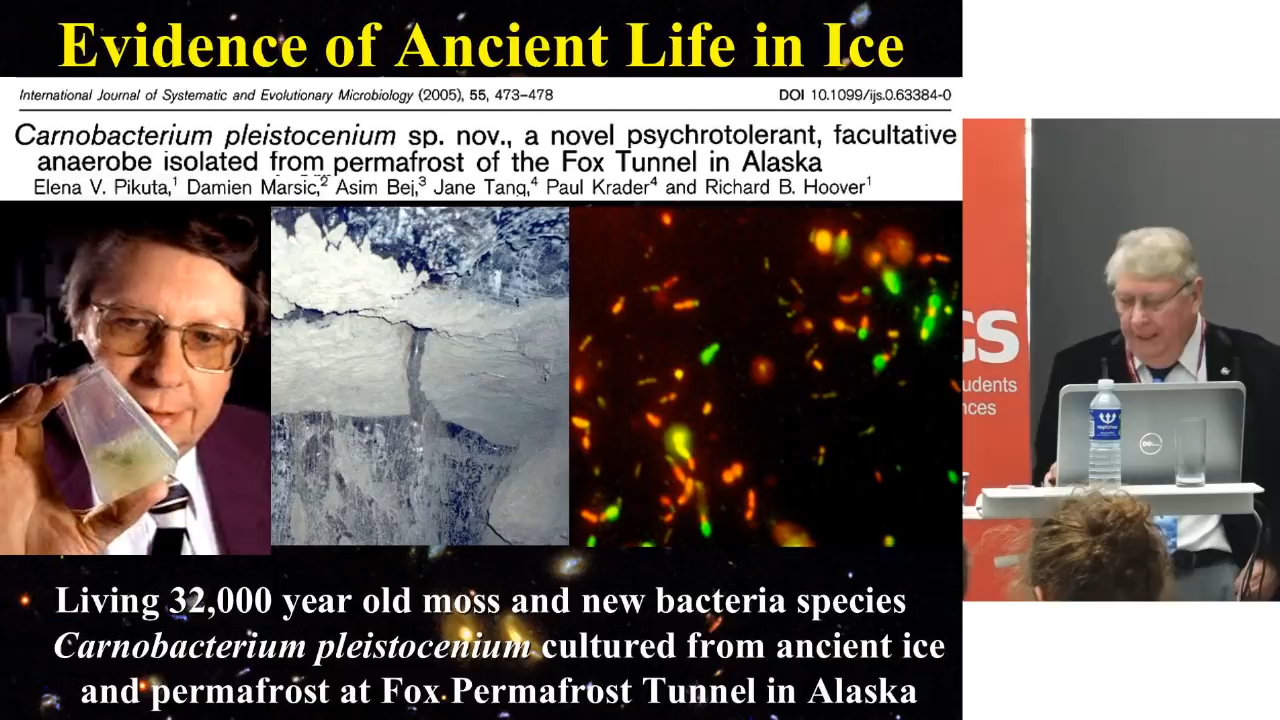 Evidence of Ancient Life in Ice
International Journal of Systematic and Evolutionary Microbiology (2005), 55, 473–478
DOI 10.1099/ijs.0.63384-0
Carnobacterium pleistocenium sp. nov., a novel psychrotolerant, facultative
anaerobe isolated from permafrost of the Fox Tunnel in Alaska
Elena V. Pikuta,¹ Damien Marsic,² Asim Bej,³ Jane Tang,⁴ Paul Krader⁴ and Richard B. Hoover¹
Living 32,000 year old moss and new bacteria species
Carnobacterium pleistocenium cultured from ancient ice
and permafrost at Fox Permafrost Tunnel in Alaska
GS
udents
nces
DELL